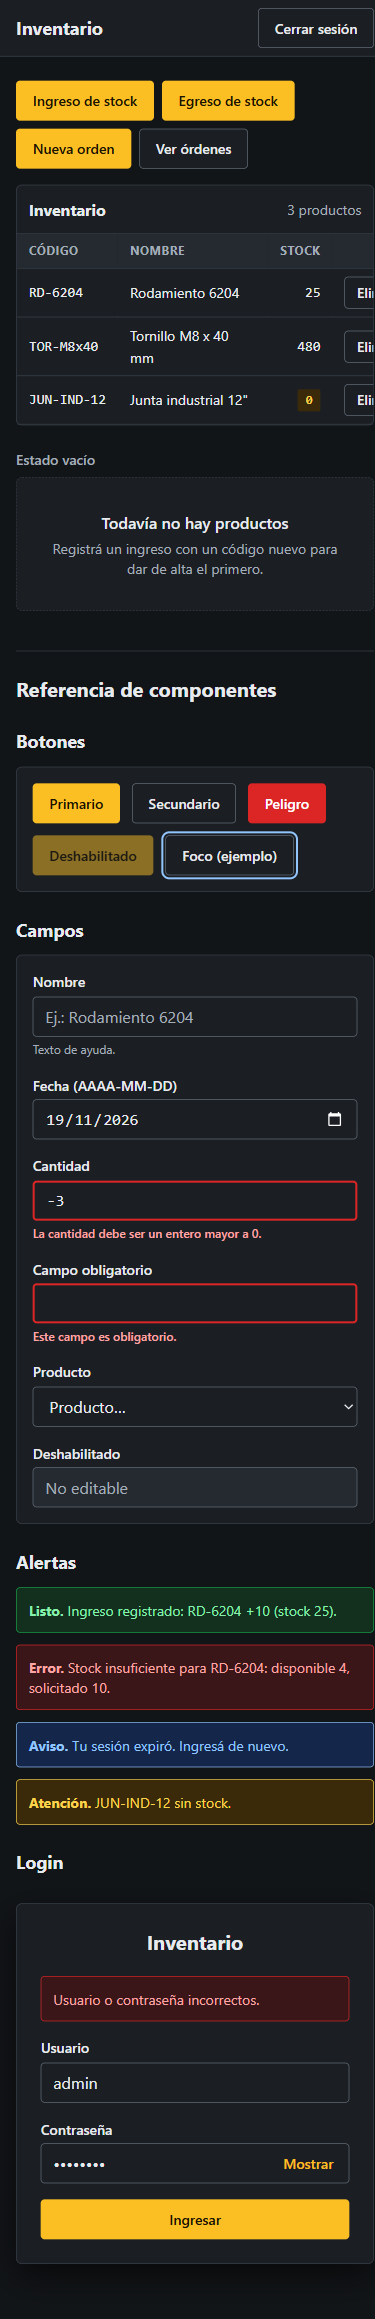 Inventario
Cerrar sesión
Ingreso de stock
Egreso de stock
Nueva orden
Ver órdenes
Inventario
3 productos
CÓDIGO NOMBRE STOCK
RD-6204 Rodamiento 6204 25 Eli
TOR-M8x40 Tornillo M8 x 40
mm 480 Eli
JUN-IND-12 Junta industrial 12" 0 Eli
Estado vacío
Todavía no hay productos
Registrá un ingreso con un código nuevo para
dar de alta el primero.
Referencia de componentes
Botones
Primario
Secundario
Peligro
Deshabilitado
Foco (ejemplo)
Campos
Nombre
Ej.: Rodamiento 6204
Texto de ayuda.
Fecha (AAAA-MM-DD)
19/11/2026
Cantidad
-3
La cantidad debe ser un entero mayor a 0.
Campo obligatorio
Este campo es obligatorio.
Producto
Producto...
Deshabilitado
No editable
Alertas
Listo. Ingreso registrado: RD-6204 +10 (stock 25).
Error. Stock insuficiente para RD-6204: disponible 4,
solicitado 10.
Aviso. Tu sesión expiró. Ingresá de nuevo.
Atención. JUN-IND-12 sin stock.
Login
Inventario
Usuario o contraseña incorrectos.
Usuario
admin
Contraseña
••••••••
Mostrar
Ingresar